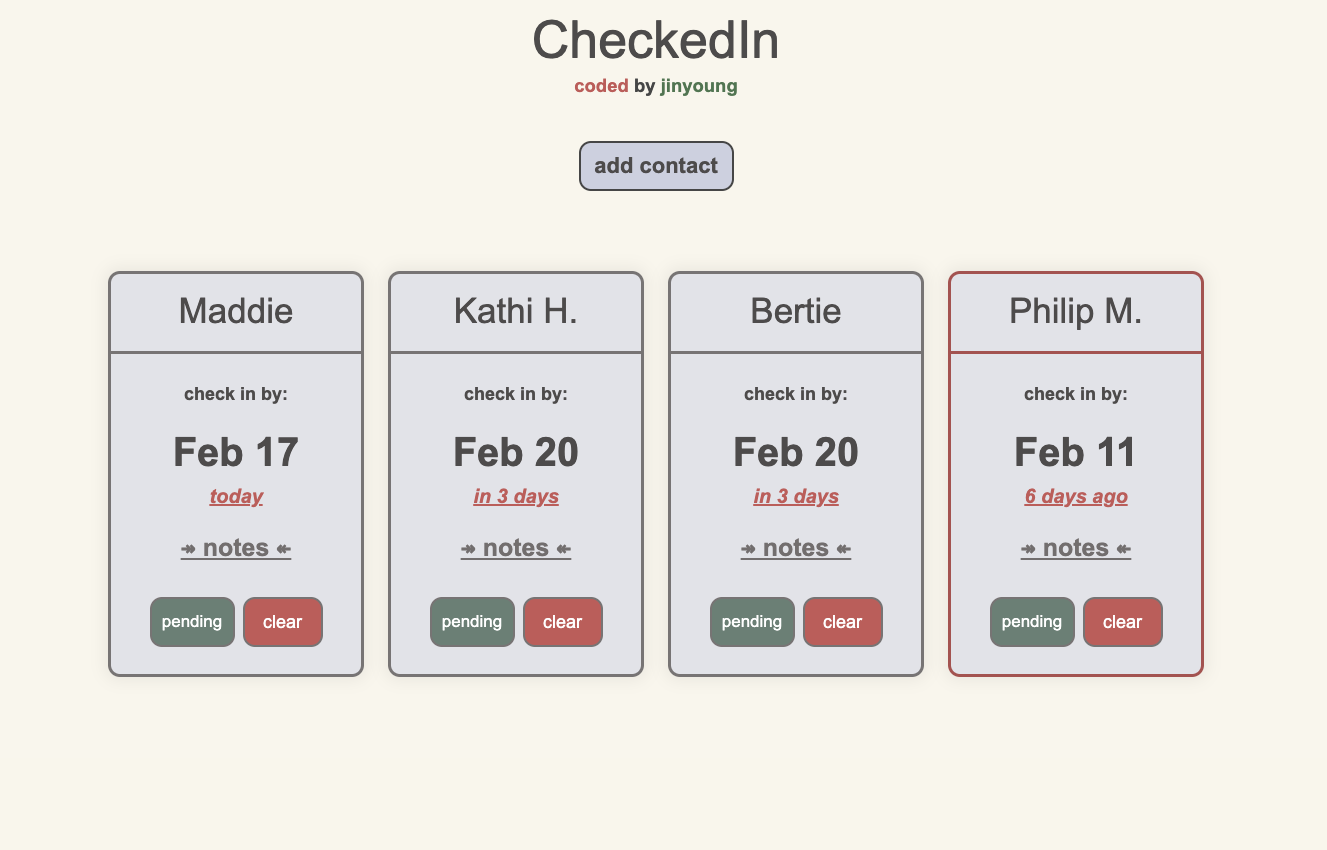 CheckedIn
coded by jinyoung
add contact
Maddie
check in by:
Feb 17
today
↠ notes ↞
pending
clear
Kathi H.
check in by:
Feb 20
in 3 days
↠ notes ↞
pending
clear
Bertie
check in by:
Feb 20
in 3 days
↠ notes ↞
pending
clear
Philip M.
check in by:
Feb 11
6 days ago
↠ notes ↞
pending
clear